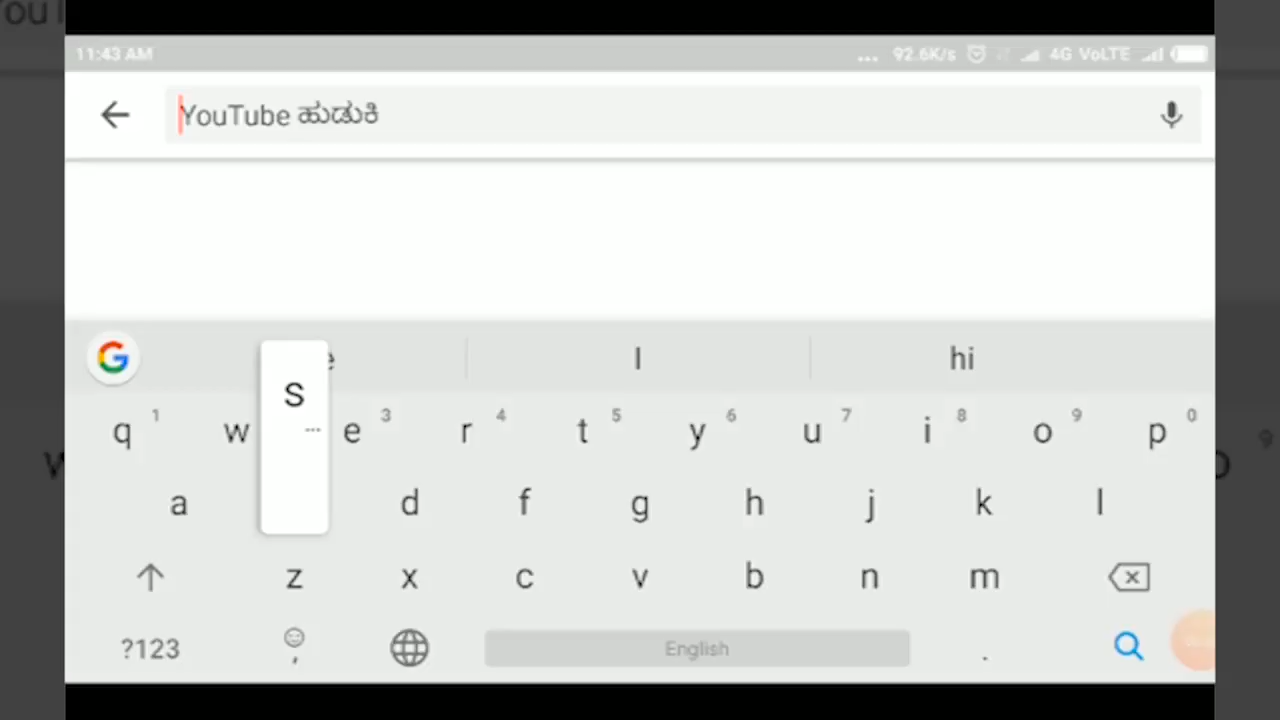 11:43 AM ... 92.6K/s 4G VoLTE
YouTube ಹುಡುಕಿ
I hi
q 1 w e 3 r 4 t 5 y 6 u 7 i 8 o 9 p 0
S ...
a d f g h j k l
z x c v b n m
?123 , English .